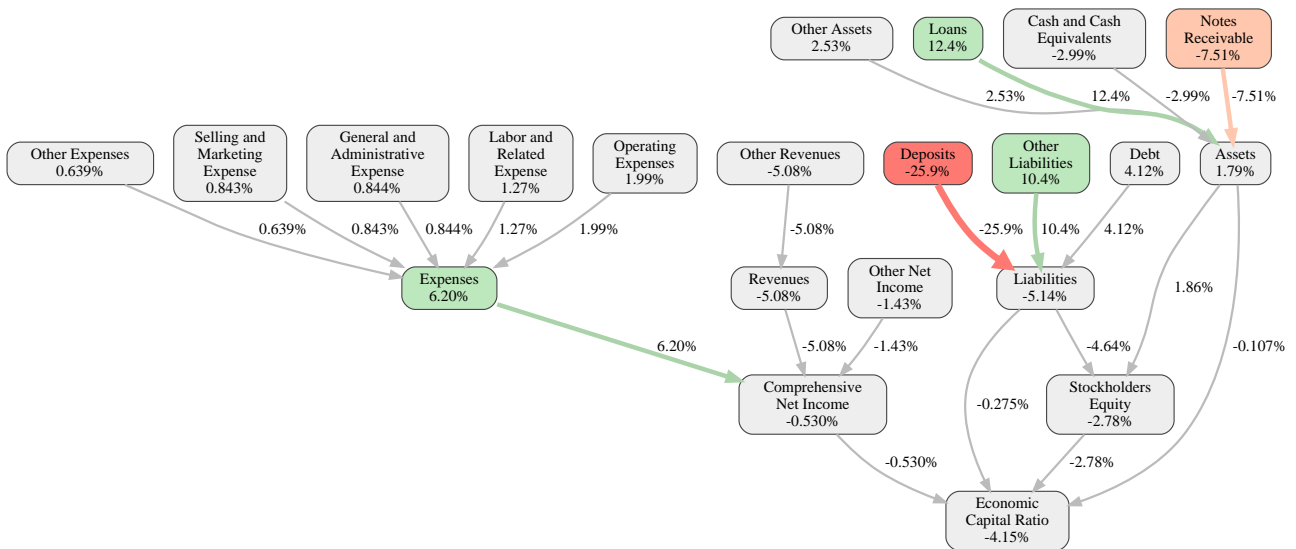 Other Assets
2.53%
Loans
12.4%
Cash and Cash
Equivalents
-2.99%
Notes
Receivable
-7.51%
2.53%
12.4%
-2.99%
-7.51%
Other Expenses
0.639%
Selling and
Marketing
Expense
0.843%
General and
Administrative
Expense
0.844%
Labor and
Related
Expense
1.27%
Operating
Expenses
1.99%
Other Revenues
-5.08%
Deposits
-25.9%
Other
Liabilities
10.4%
Debt
4.12%
Assets
1.79%
0.639%
0.843%
0.844%
1.27%
1.99%
-5.08%
-25.9%
10.4%
4.12%
Expenses
6.20%
Revenues
-5.08%
Other Net
Income
-1.43%
Liabilities
-5.14%
1.86%
6.20%
-5.08%
-1.43%
-4.64%
-0.107%
Comprehensive
Net Income
-0.530%
-0.275%
Stockholders
Equity
-2.78%
-0.530%
-2.78%
Economic
Capital Ratio
-4.15%